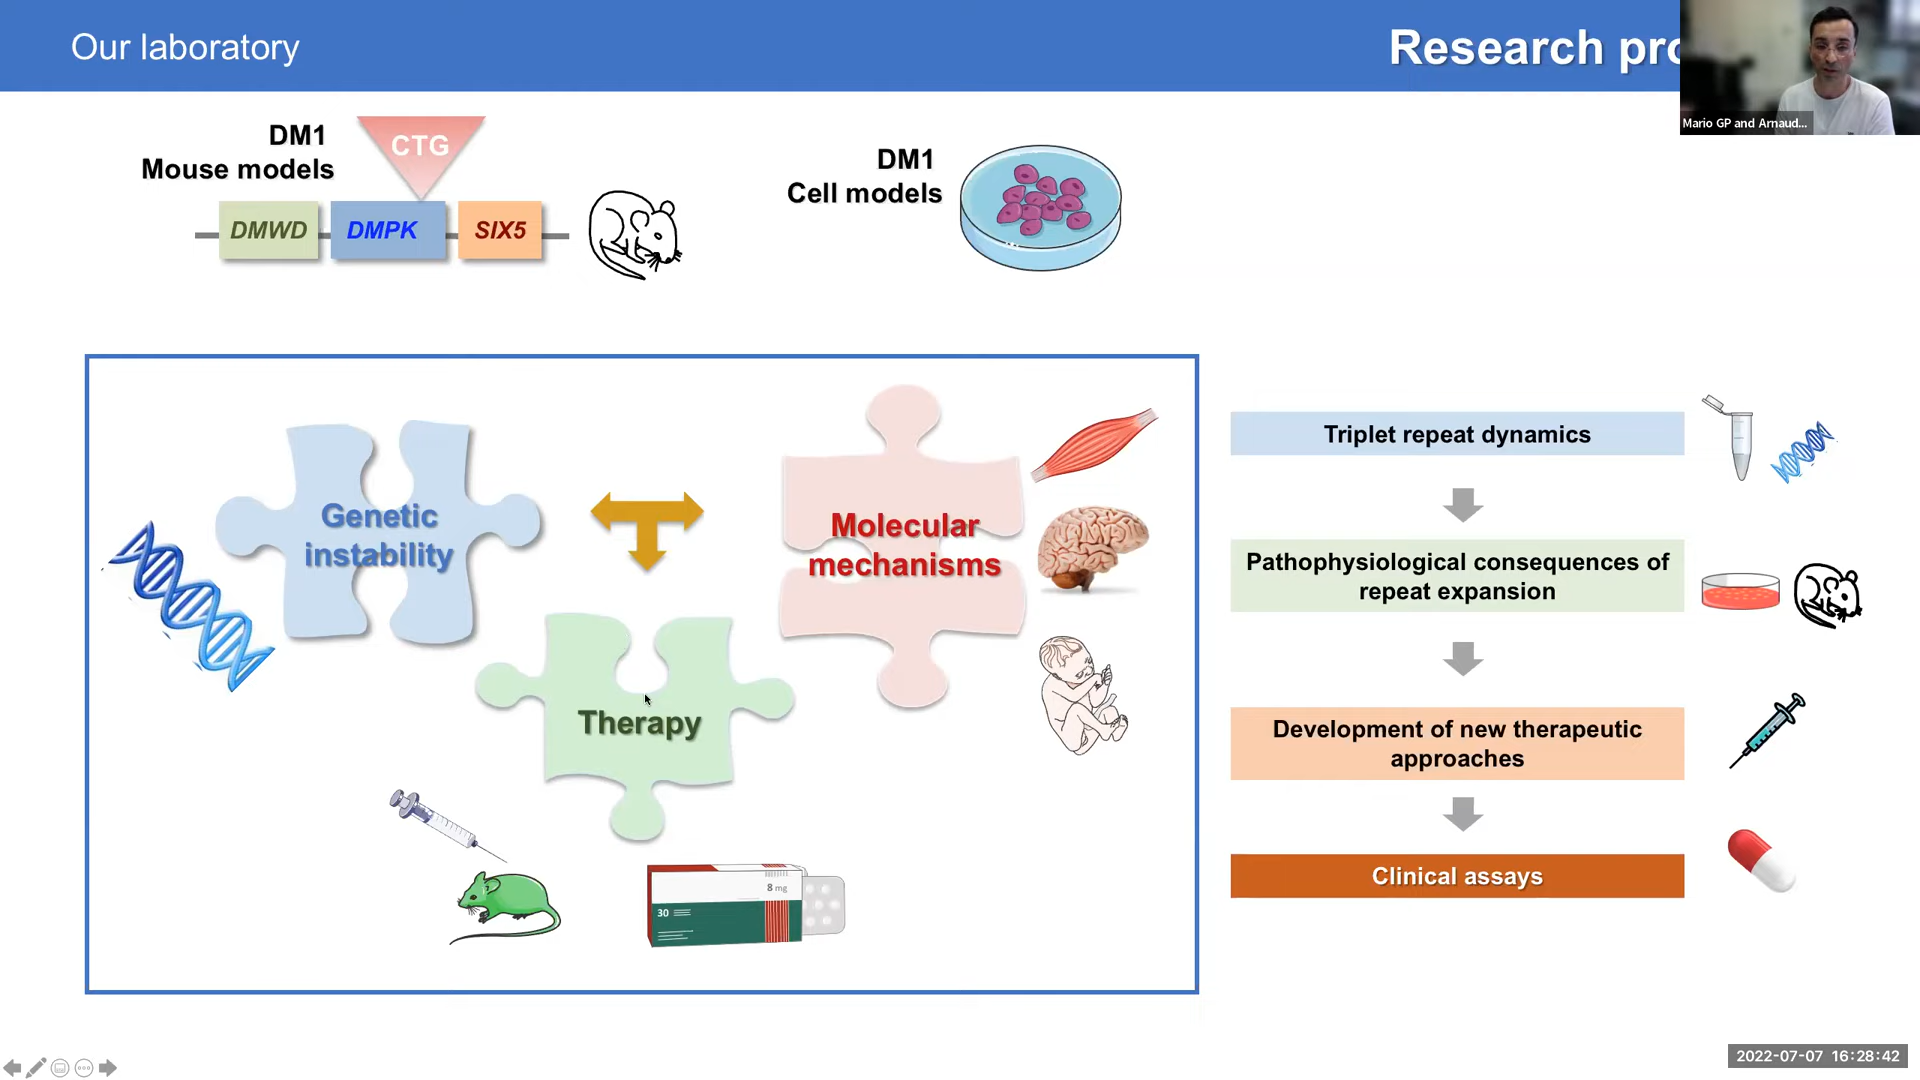 Our laboratory
Research pro
Mario GP and Arnaud...
DM1
Mouse models
CTG
DMWD
DMPK
SIX5
DM1
Cell models
Genetic
instability
Molecular
mechanisms
Therapy
8 mg
30
Triplet repeat dynamics
Pathophysiological consequences of
repeat expansion
Development of new therapeutic
approaches
Clinical assays
2022-07-07 16:28:42